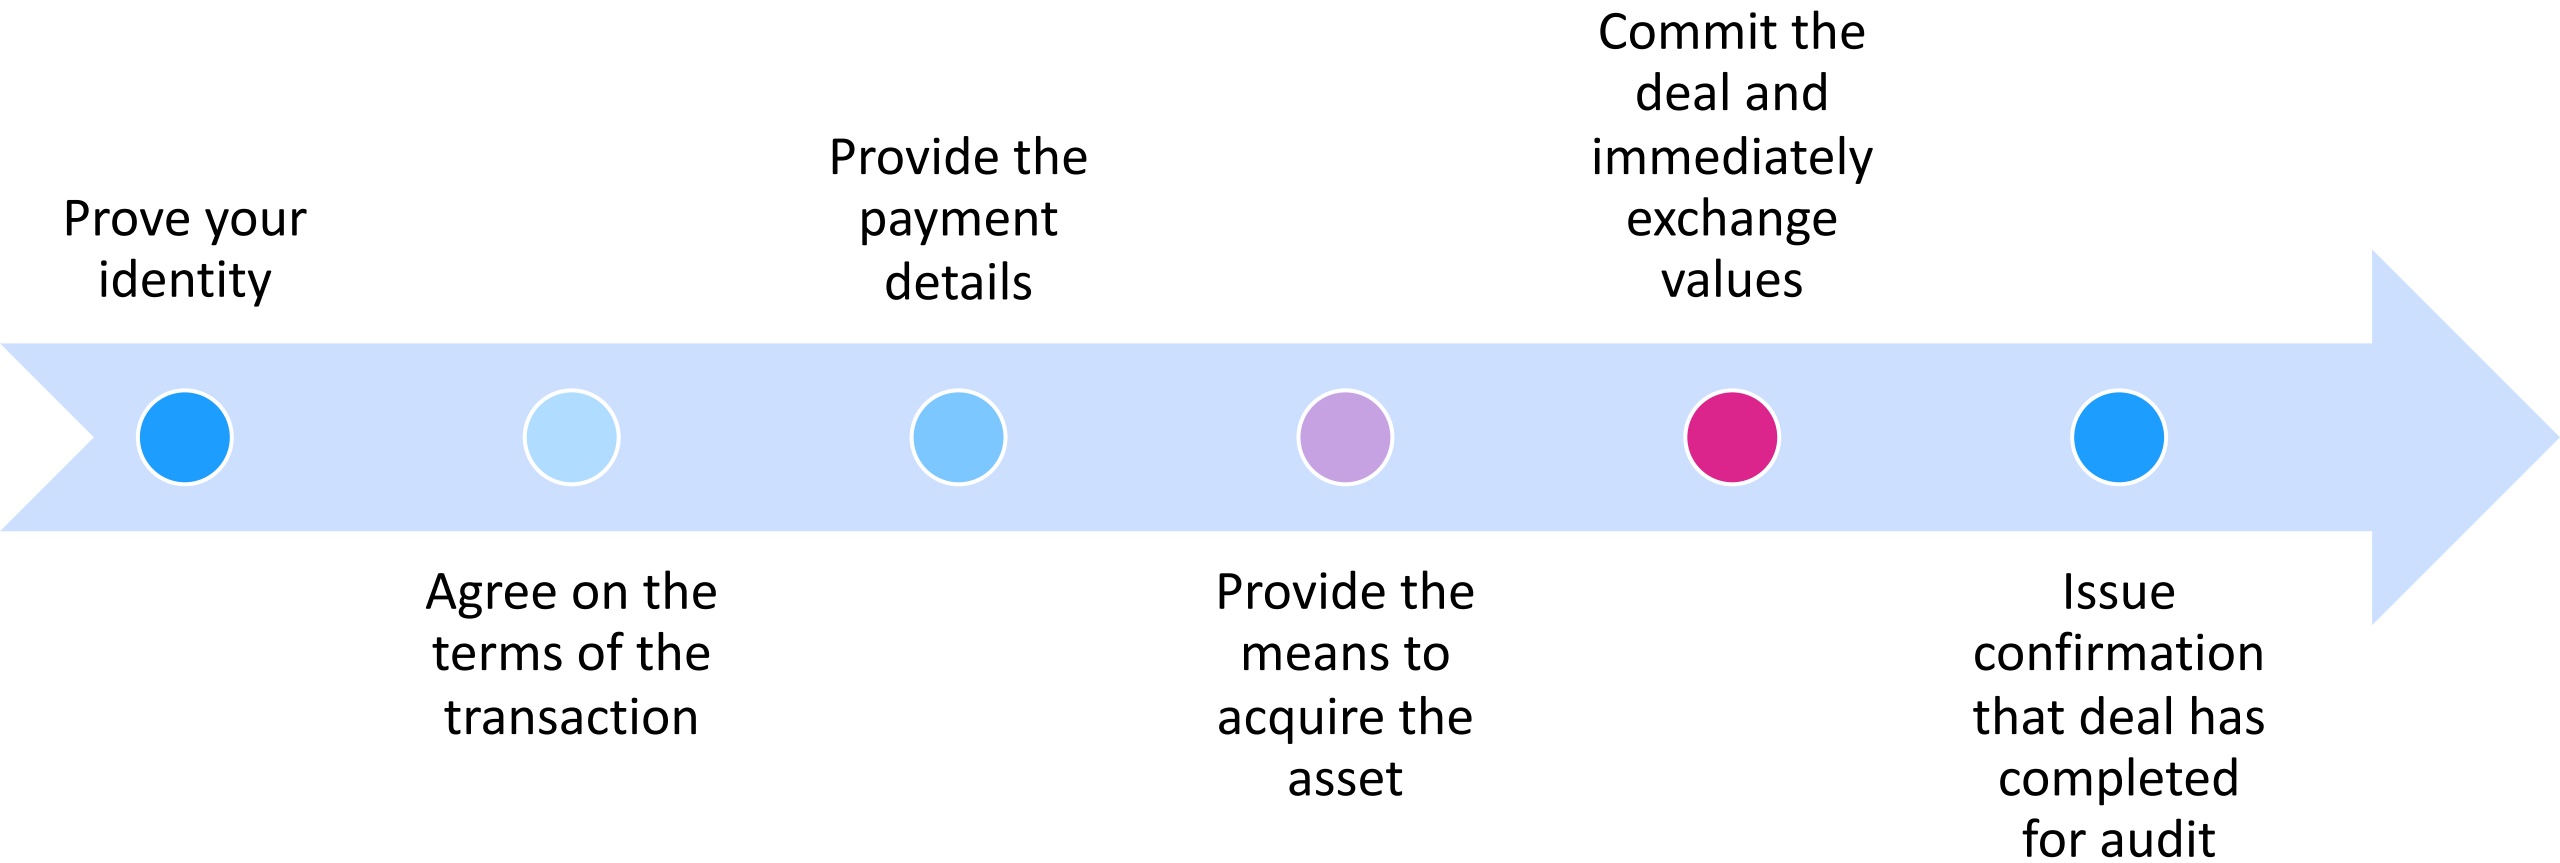 Prove your
identity
Agree on the
terms of the
transaction
Provide the
payment
details
Provide the
means to
acquire the
asset
Commit the
deal and
immediately
exchange
values
Issue
confirmation
that deal has
completed
for audit